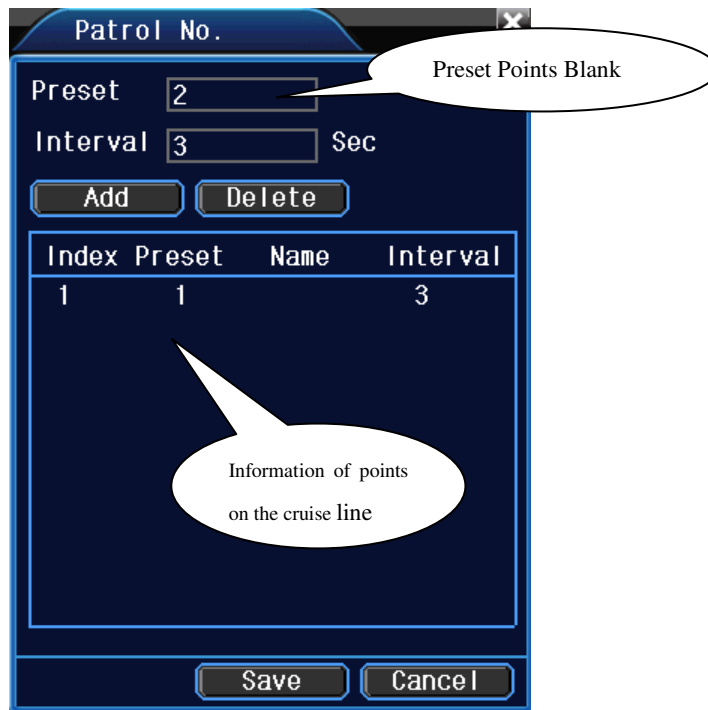 Patrol No.
Preset Points Blank
Preset 2
Interval 3 Sec
Add Delete
Index Preset Name Interval
1 1 3
Information of points
on the cruise line
Save Cancel